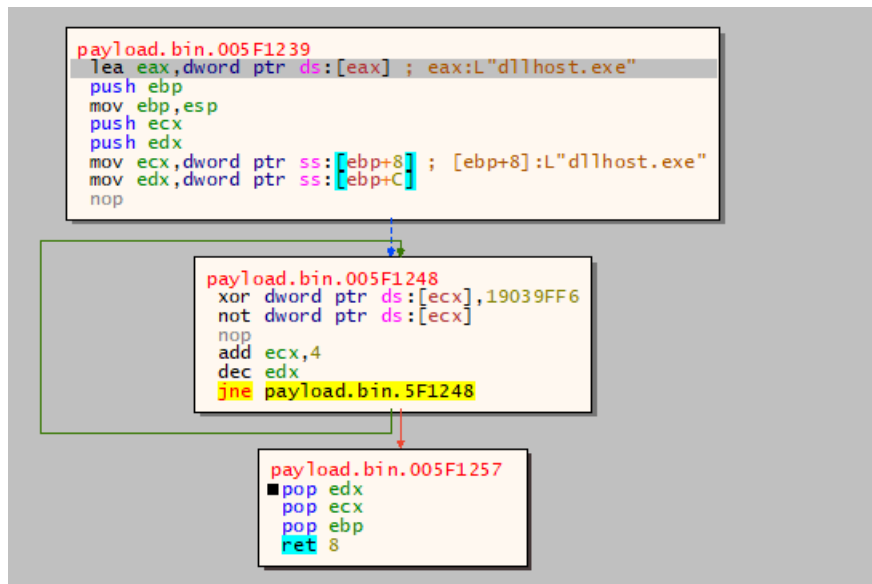 payload.bin.005F1239
lea eax,dword ptr ds:[eax] ; eax:L"dllhost.exe"
push ebp
mov ebp,esp
push ecx
push edx
mov ecx,dword ptr ss:[ebp+8] ; [ebp+8]:L"dllhost.exe"
mov edx,dword ptr ss:[ebp+C]
nop
payload.bin.005F1248
xor dword ptr ds:[ecx],19039FF6
not dword ptr ds:[ecx]
nop
add ecx,4
dec edx
jne payload.bin.5F1248
payload.bin.005F1257
pop edx
pop ecx
pop ebp
ret 8